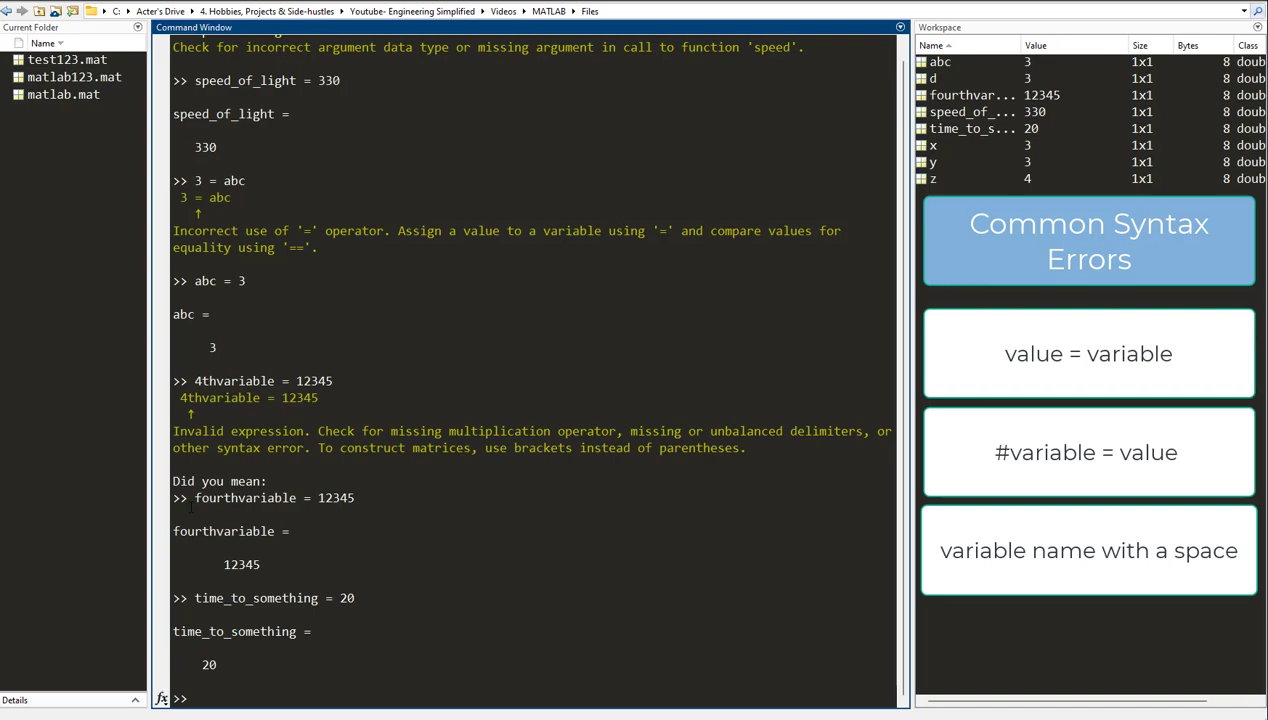 C: › Acter's Drive › 4. Hobbies, Projects & Side-hustles › Youtube- Engineering Simplified › Videos › MATLAB › Files
Current Folder
Name
test123.mat
matlab123.mat
matlab.mat
Details
Command Window
Check for incorrect argument data type or missing argument in call to function 'speed'.
>> speed_of_light = 330
speed_of_light =
330
>> 3 = abc
3 = abc
↑
Incorrect use of '=' operator. Assign a value to a variable using '=' and compare values for
equality using '=='.
>> abc = 3
abc =
3
>> 4thvariable = 12345
4thvariable = 12345
↑
Invalid expression. Check for missing multiplication operator, missing or unbalanced delimiters, or
other syntax error. To construct matrices, use brackets instead of parentheses.
Did you mean:
>> fourthvariable = 12345
fourthvariable =
12345
>> time_to_something = 20
time_to_something =
20
fx >>
Workspace
Name Value Size Bytes Class
abc 3 1x1 8 doub
d 3 1x1 8 doub
fourthvar... 12345 1x1 8 doub
speed_of_... 330 1x1 8 doub
time_to_s... 20 1x1 8 doub
x 3 1x1 8 doub
y 3 1x1 8 doub
z 4 1x1 8 doub
Common Syntax
Errors
value = variable
#variable = value
variable name with a space